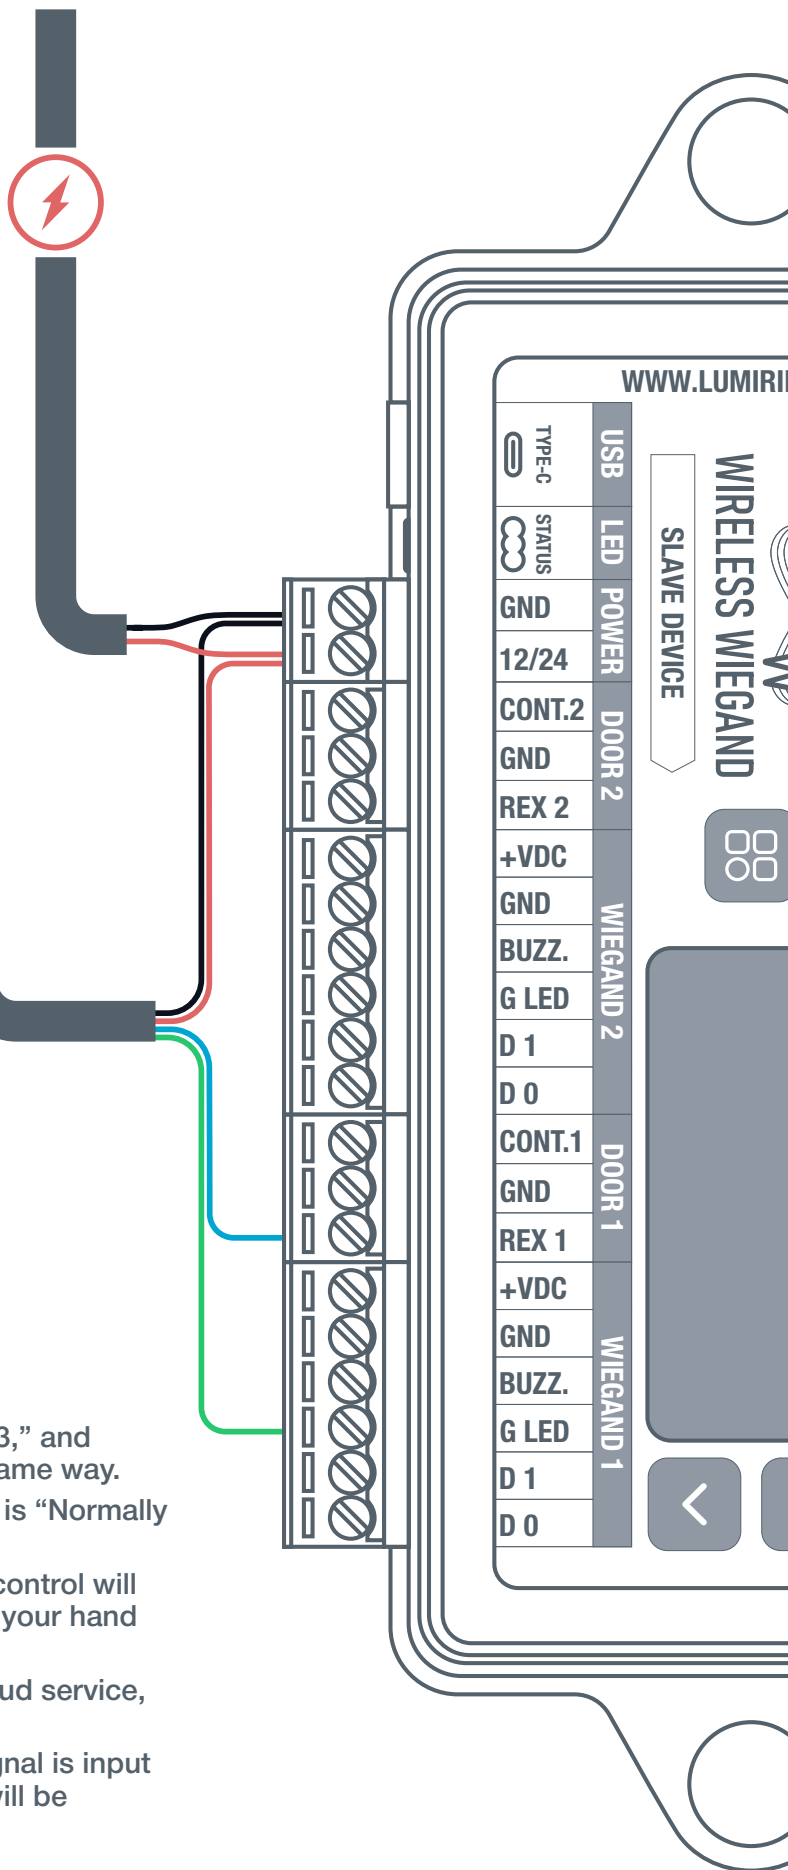 WWW.LUMIRI
USB
TYPE-C
LED
STATUS
POWER
GND
12/24
DOOR 2
CONT.2
GND
REX 2
WIEGAND 2
+VDC
GND
BUZZ.
G LED
D 1
D 0
DOOR 1
CONT.1
GND
REX 1
WIEGAND 1
+VDC
GND
BUZZ.
G LED
D 1
D 0
SLAVE DEVICE
WIRELESS WIEGAND
3,” and
ame way.
is “Normally
control will
your hand
ud service,
gnal is input
will be